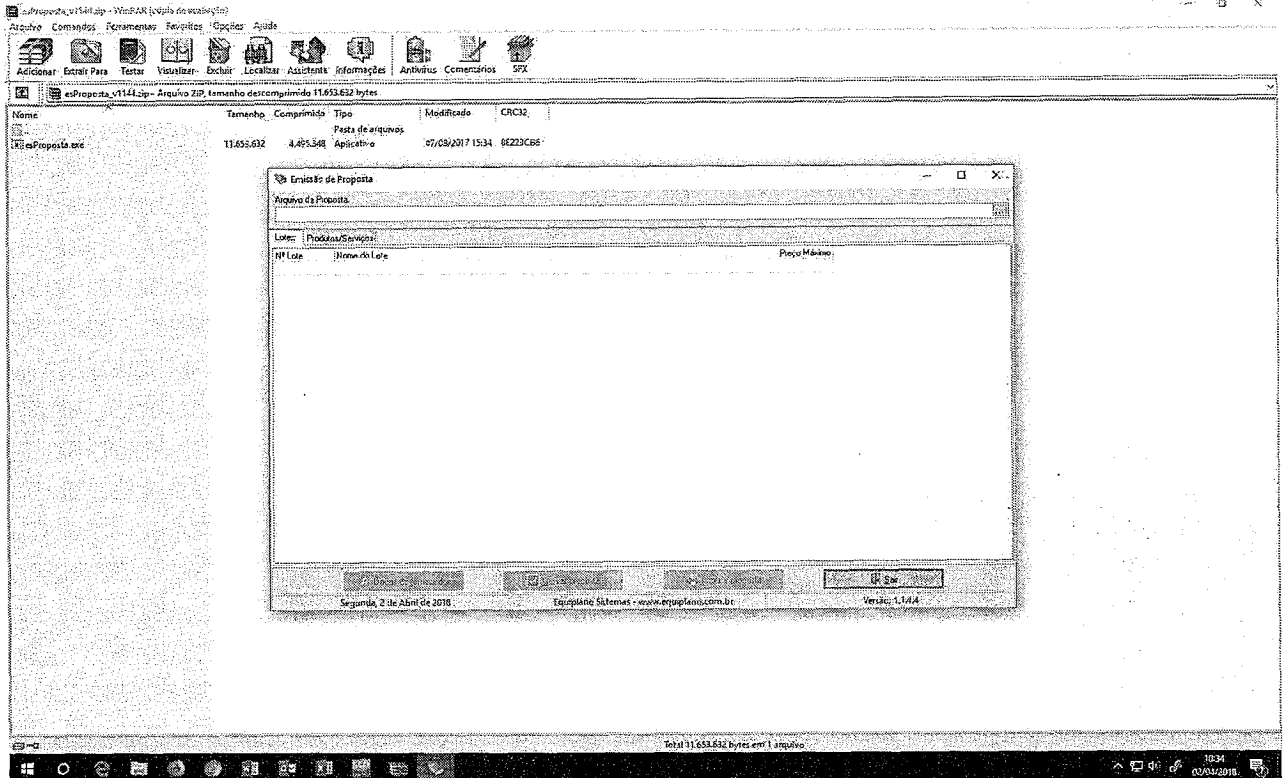 esProposta_v1144.zip - WinRAR (cópia de avaliação)
Arquivo Comandos Ferramentas Favoritos Opções Ajuda
Adicionar Extrair Para Testar Visualizar Excluir Localizar Assistente Informações Antivírus Comentários SFX
esProposta_v1144.zip - Arquivo ZIP, tamanho descomprimido 11.653.632 bytes
Nome Tamanho Comprimido Tipo Modificado CRC32
Pasta de arquivos
esProposta.exe 11.653.632 4.495.348 Aplicativo 15:34
Emissão de Proposta
Arquivo da Proposta
Lotes Produtos/Serviços
Nº Lote Nome do Lote Preço Máximo
Sair
Segunda, 2 de Abril de 2018 Equiplano Sistemas - www.equiplano.com.br Versão: 1.1.4.4
Total 11.653.632 bytes em 1 arquivo
10:34
02/04/2018